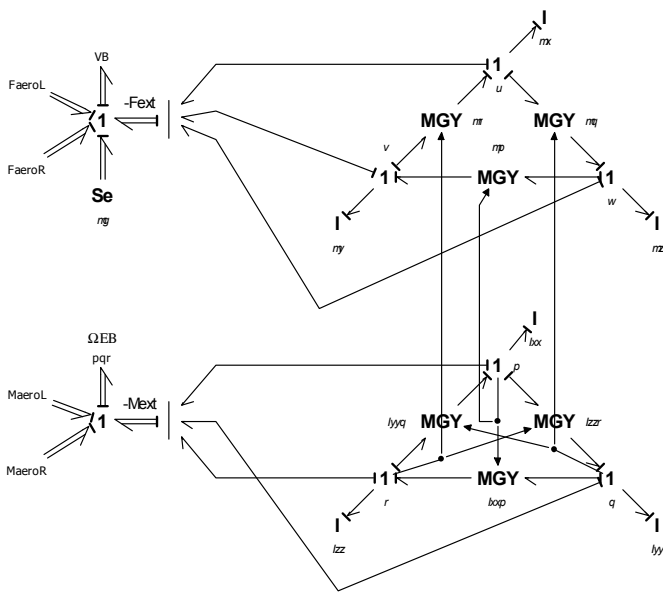 I
mx
VB
FaeroL
1
u
-Fext
1
MGY
mr
MGY
mq
mp
v
FaeroR
1
MGY
1
w
Se
mg
I
my
I
mz
ΩEB
pqr
I
Ixx
1
p
MaeroL
-Mext
1
Iyyq
MGY
MGY
Izzr
MaeroR
1
MGY
1
r
Ixxp
q
I
Izz
I
Iyy